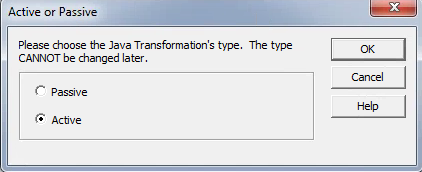 Active or Passive
Please choose the Java Transformation's type.  The type
CANNOT be changed later.
OK
Cancel
Help
Passive
Active